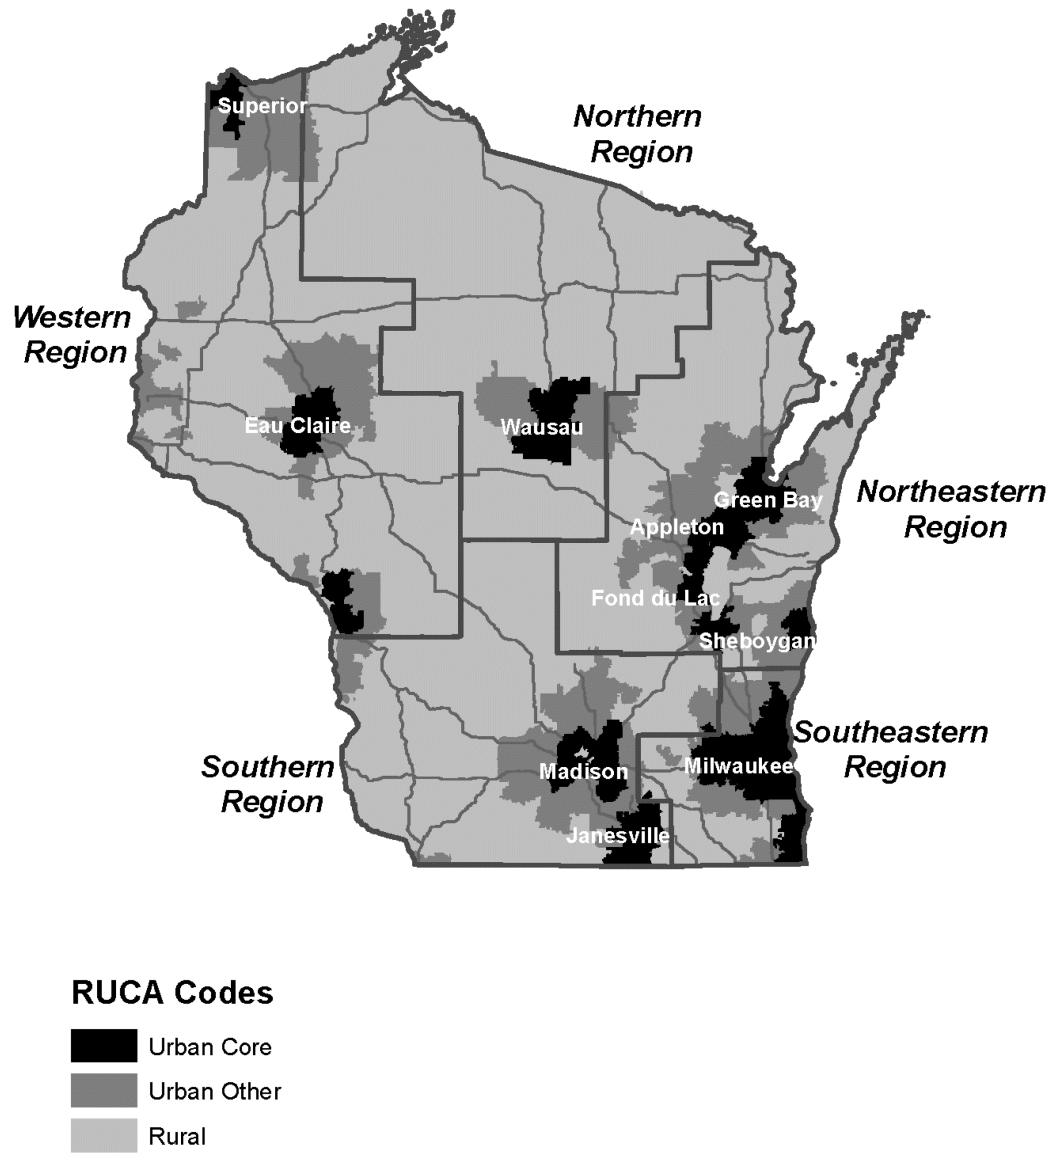 Superior
Northern
Region
Western
Region
Eau Claire
Wausau
Green Bay
Northeastern
Region
Appleton
Fond du Lac
Sheboygan
Southeastern
Region
Southern
Region
Madison
Milwaukee
Janesville
RUCA Codes
Urban Core
Urban Other
Rural